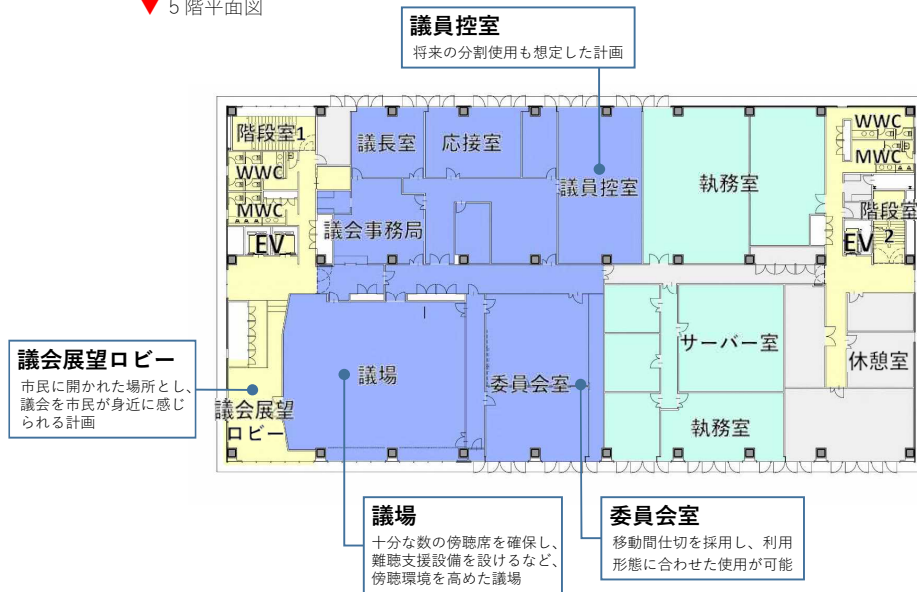 ▼ 5階平面図
議員控室
将来の分割使用も想定した計画
階段室1
議長室
応接室
議員控室
執務室
WWC
MWC
WWC
MWC
議会事務局
階段室
2
EV
EV
議会展望ロビー
市民に開かれた場所とし、
議会を市民が身近に感じ
られる計画
議会展望
ロビー
議場
委員会室
サーバー室
休憩室
執務室
議場
十分な数の傍聴席を確保し、
難聴支援設備を設けるなど、
傍聴環境を高めた議場
委員会室
移動間仕切を採用し、利用
形態に合わせた使用が可能